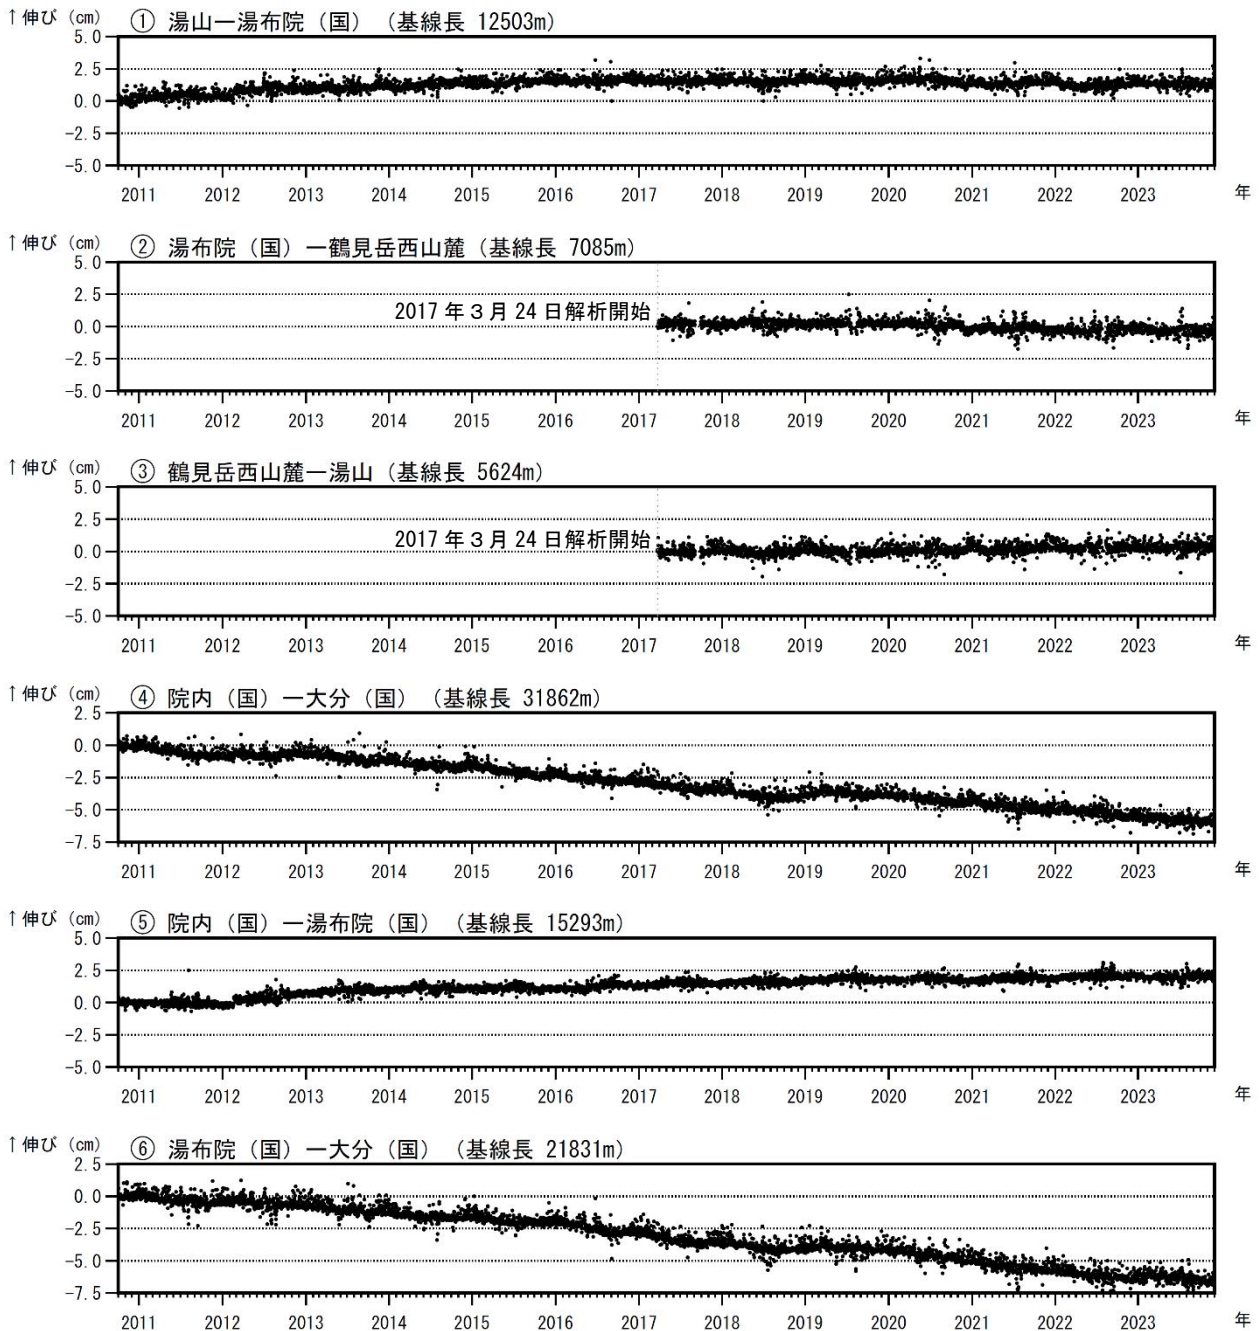 ↑伸び (cm) ① 湯山ー湯布院（国）（基線長 12503m）
5.0
2.5
0.0
-2.5
-5.0
2011 2012 2013 2014 2015 2016 2017 2018 2019 2020 2021 2022 2023 年
↑伸び (cm) ② 湯布院（国）ー鶴見岳西山麓（基線長 7085m）
5.0
2.5
2017年３月24日解析開始
0.0
-2.5
-5.0
2011 2012 2013 2014 2015 2016 2017 2018 2019 2020 2021 2022 2023 年
↑伸び (cm) ③ 鶴見岳西山麓ー湯山（基線長 5624m）
5.0
2.5
2017年３月24日解析開始
0.0
-2.5
-5.0
2011 2012 2013 2014 2015 2016 2017 2018 2019 2020 2021 2022 2023 年
↑伸び (cm) ④ 院内（国）ー大分（国）（基線長 31862m）
2.5
0.0
-2.5
-5.0
-7.5
2011 2012 2013 2014 2015 2016 2017 2018 2019 2020 2021 2022 2023 年
↑伸び (cm) ⑤ 院内（国）ー湯布院（国）（基線長 15293m）
5.0
2.5
0.0
-2.5
-5.0
2011 2012 2013 2014 2015 2016 2017 2018 2019 2020 2021 2022 2023 年
↑伸び (cm) ⑥ 湯布院（国）ー大分（国）（基線長 21831m）
2.5
0.0
-2.5
-5.0
-7.5
2011 2012 2013 2014 2015 2016 2017 2018 2019 2020 2021 2022 2023 年